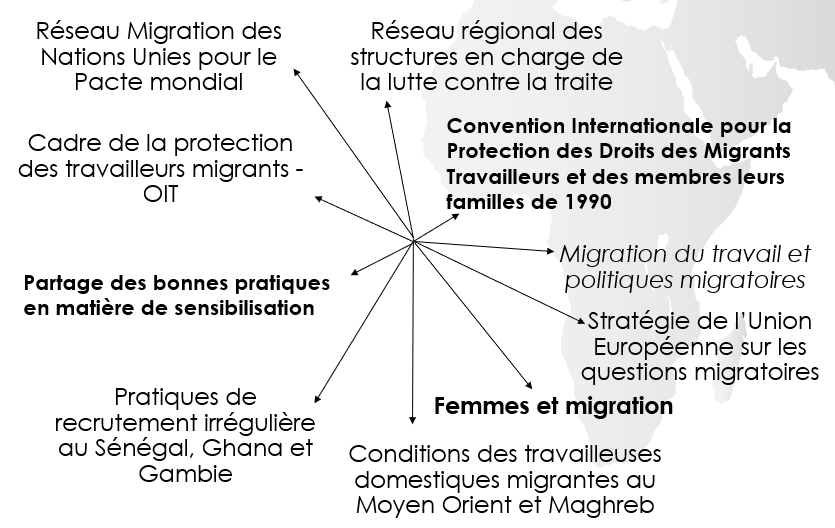 Réseau Migration des
Nations Unies pour le
Pacte mondial
Réseau régional des
structures en charge de
la lutte contre la traite
Convention Internationale pour la
Protection des Droits des Migrants
Travailleurs et des membres leurs
familles de 1990
Cadre de la protection
des travailleurs migrants -
OIT
Migration du travail et
politiques migratoires
Partage des bonnes pratiques
en matière de sensibilisation
Stratégie de l’Union
Européenne sur les
questions migratoires
Pratiques de
recrutement irrégulière
au Sénégal, Ghana et
Gambie
Femmes et migration
Conditions des travailleuses
domestiques migrantes au
Moyen Orient et Maghreb